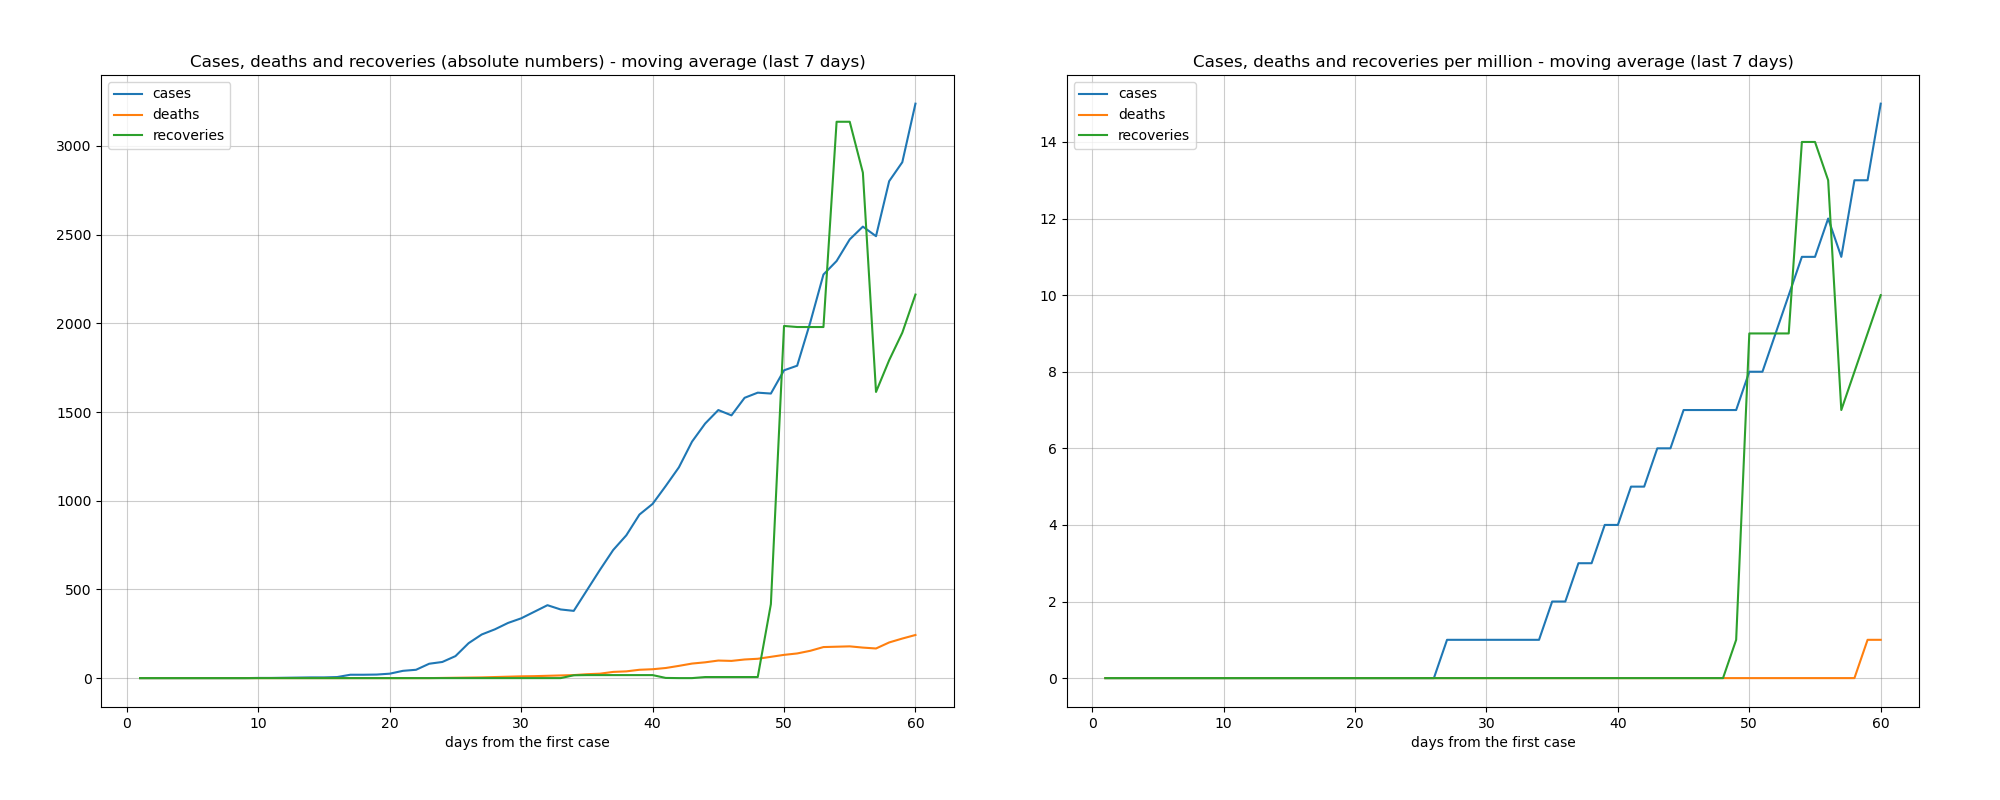 Cases, deaths and recoveries (absolute numbers) - moving average (last 7 days)
cases
deaths
recoveries
3000
2500
2000
1500
1000
500
0
0 10 20 30 40 50 60
days from the first case
Cases, deaths and recoveries per million - moving average (last 7 days)
cases
deaths
recoveries
14
12
10
8
6
4
2
0
0 10 20 30 40 50 60
days from the first case